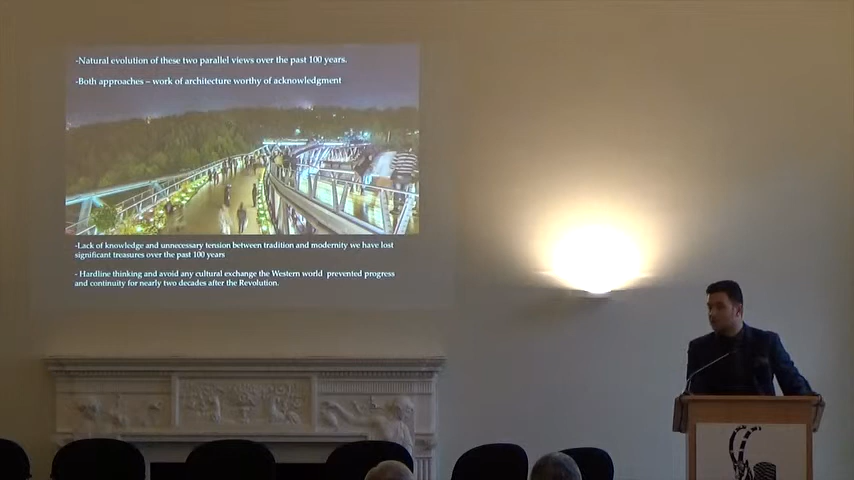 -Natural evolution of these two parallel views over the past 100 years.
-Both approaches – work of architecture worthy of acknowledgment
-Lack of knowledge and unnecessary tension between tradition and modernity we have lost
significant treasures over the past 100 years
- Hardline thinking and avoid any cultural exchange the Western world prevented progress
and continuity for nearly two decades after the Revolution.